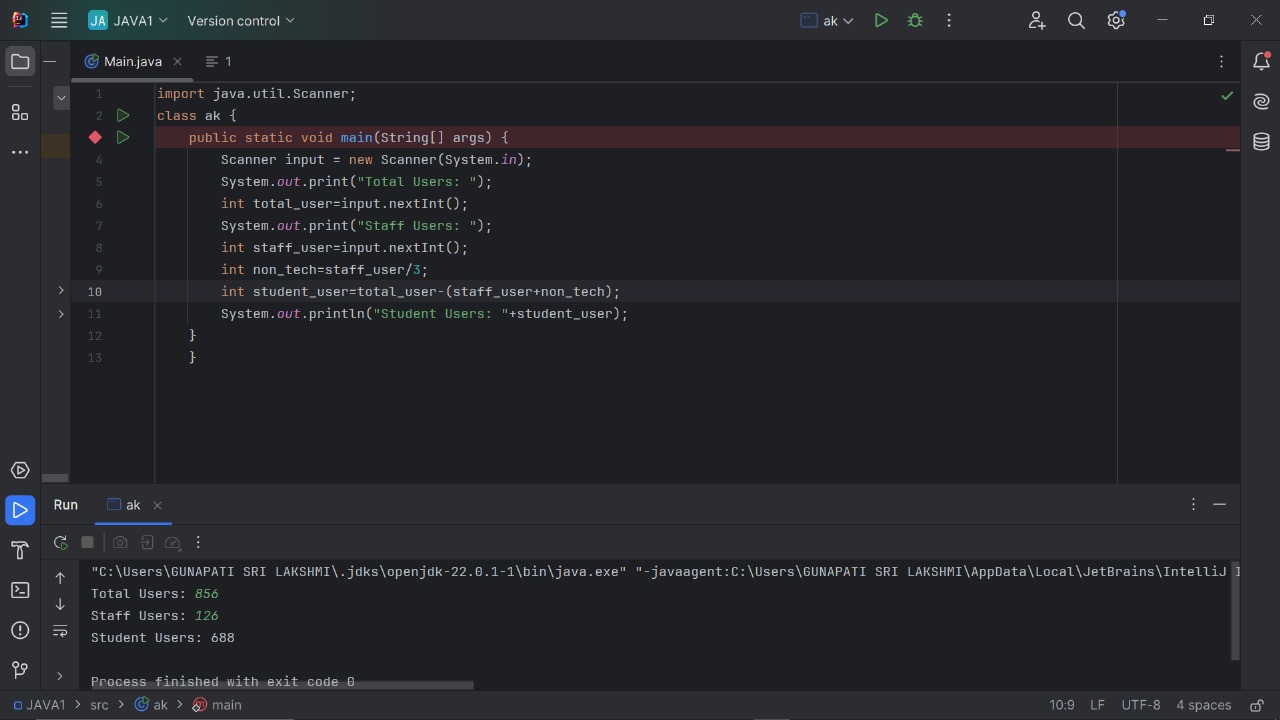 JA JAVA1 Version control ak
Main.java 1
1 import java.util.Scanner;
2 class ak {
public static void main(String[] args) {
4 Scanner input = new Scanner(System.in);
5 System.out.print("Total Users: ");
6 int total_user=input.nextInt();
7 System.out.print("Staff Users: ");
8 int staff_user=input.nextInt();
9 int non_tech=staff_user/3;
10 int student_user=total_user-(staff_user+non_tech);
11 System.out.println("Student Users: "+student_user);
12 }
13 }
Run ak
"C:\Users\GUNAPATI SRI LAKSHMI\.jdks\openjdk-22.0.1-1\bin\java.exe" "-javaagent:C:\Users\GUNAPATI SRI LAKSHMI\AppData\Local\JetBrains\IntelliJ I
Total Users: 856
Staff Users: 126
Student Users: 688
Process finished with exit code 0
JAVA1 > src > ak > main 10:9 LF UTF-8 4 spaces